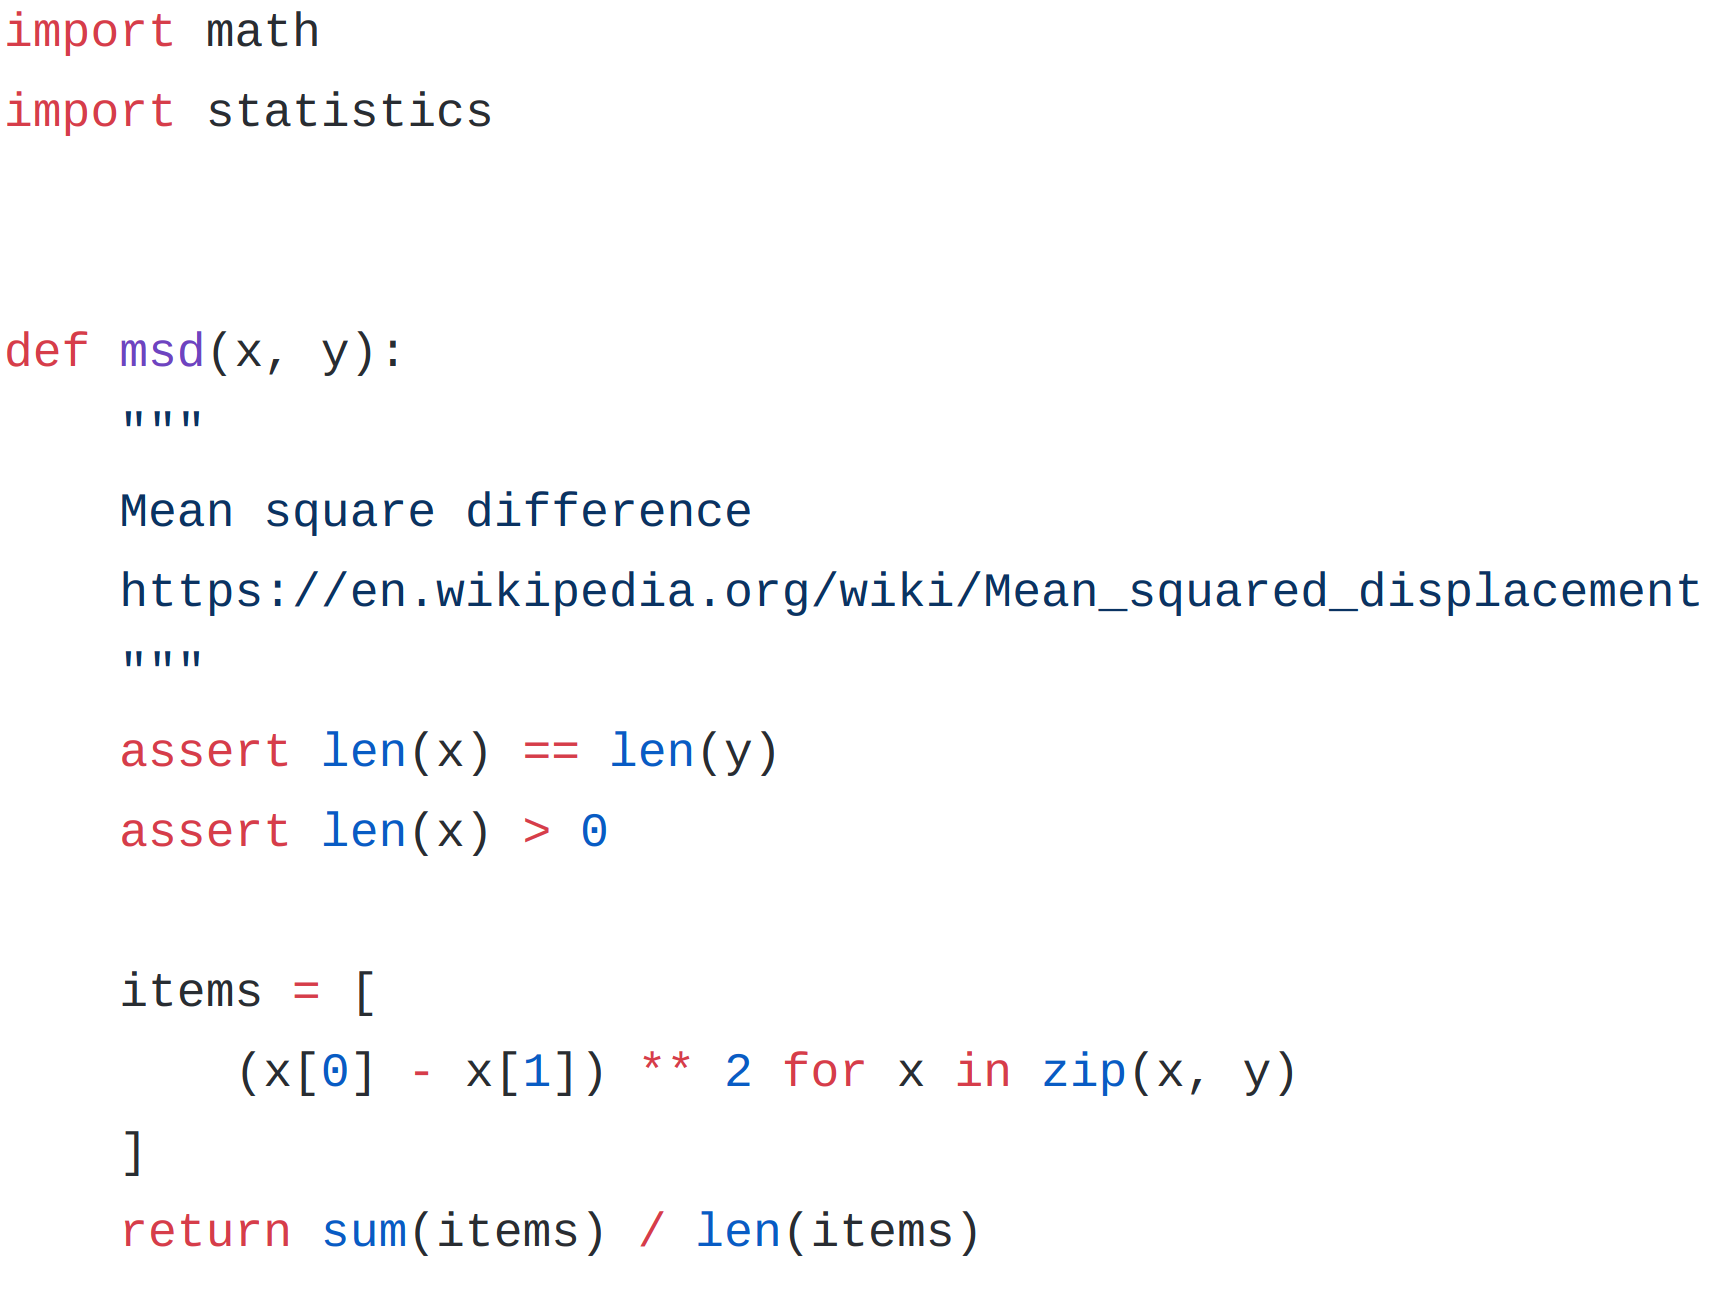 import math
import statistics
def msd(x, y):
    """
    Mean square difference
    https://en.wikipedia.org/wiki/Mean_squared_displacement
    """
    assert len(x) == len(y)
    assert len(x) > 0
    items = [
        (x[0] - x[1]) ** 2 for x in zip(x, y)
    ]
    return sum(items) / len(items)